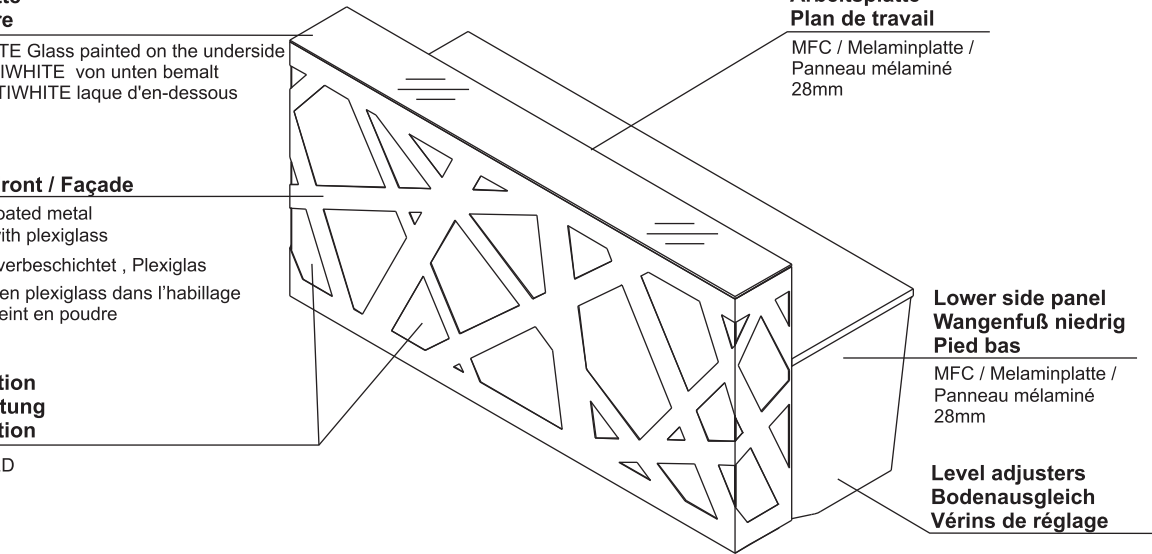 re
TE Glass painted on the underside
IWHITE von unten bemalt
TIWHITE laque d'en-dessous
ront / Façade
oated metal
with plexiglass
verbeschichtet , Plexiglas
en plexiglass dans l'habillage
eint en poudre
tion
tung
tion
D
Arbeitsplatte
Plan de travail
MFC / Melaminplatte /
Panneau mélaminé
28mm
Lower side panel
Wangenfuß niedrig
Pied bas
MFC / Melaminplatte /
Panneau mélaminé
28mm
Level adjusters
Bodenausgleich
Vérins de réglage